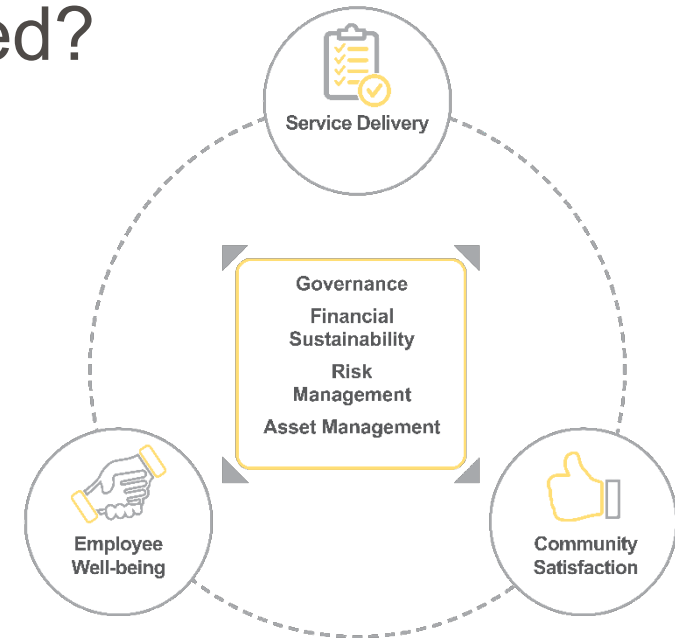 ed?
Service Delivery
Governance
Financial
Sustainability
Risk
Management
Asset Management
Employee
Well-being
Community
Satisfaction